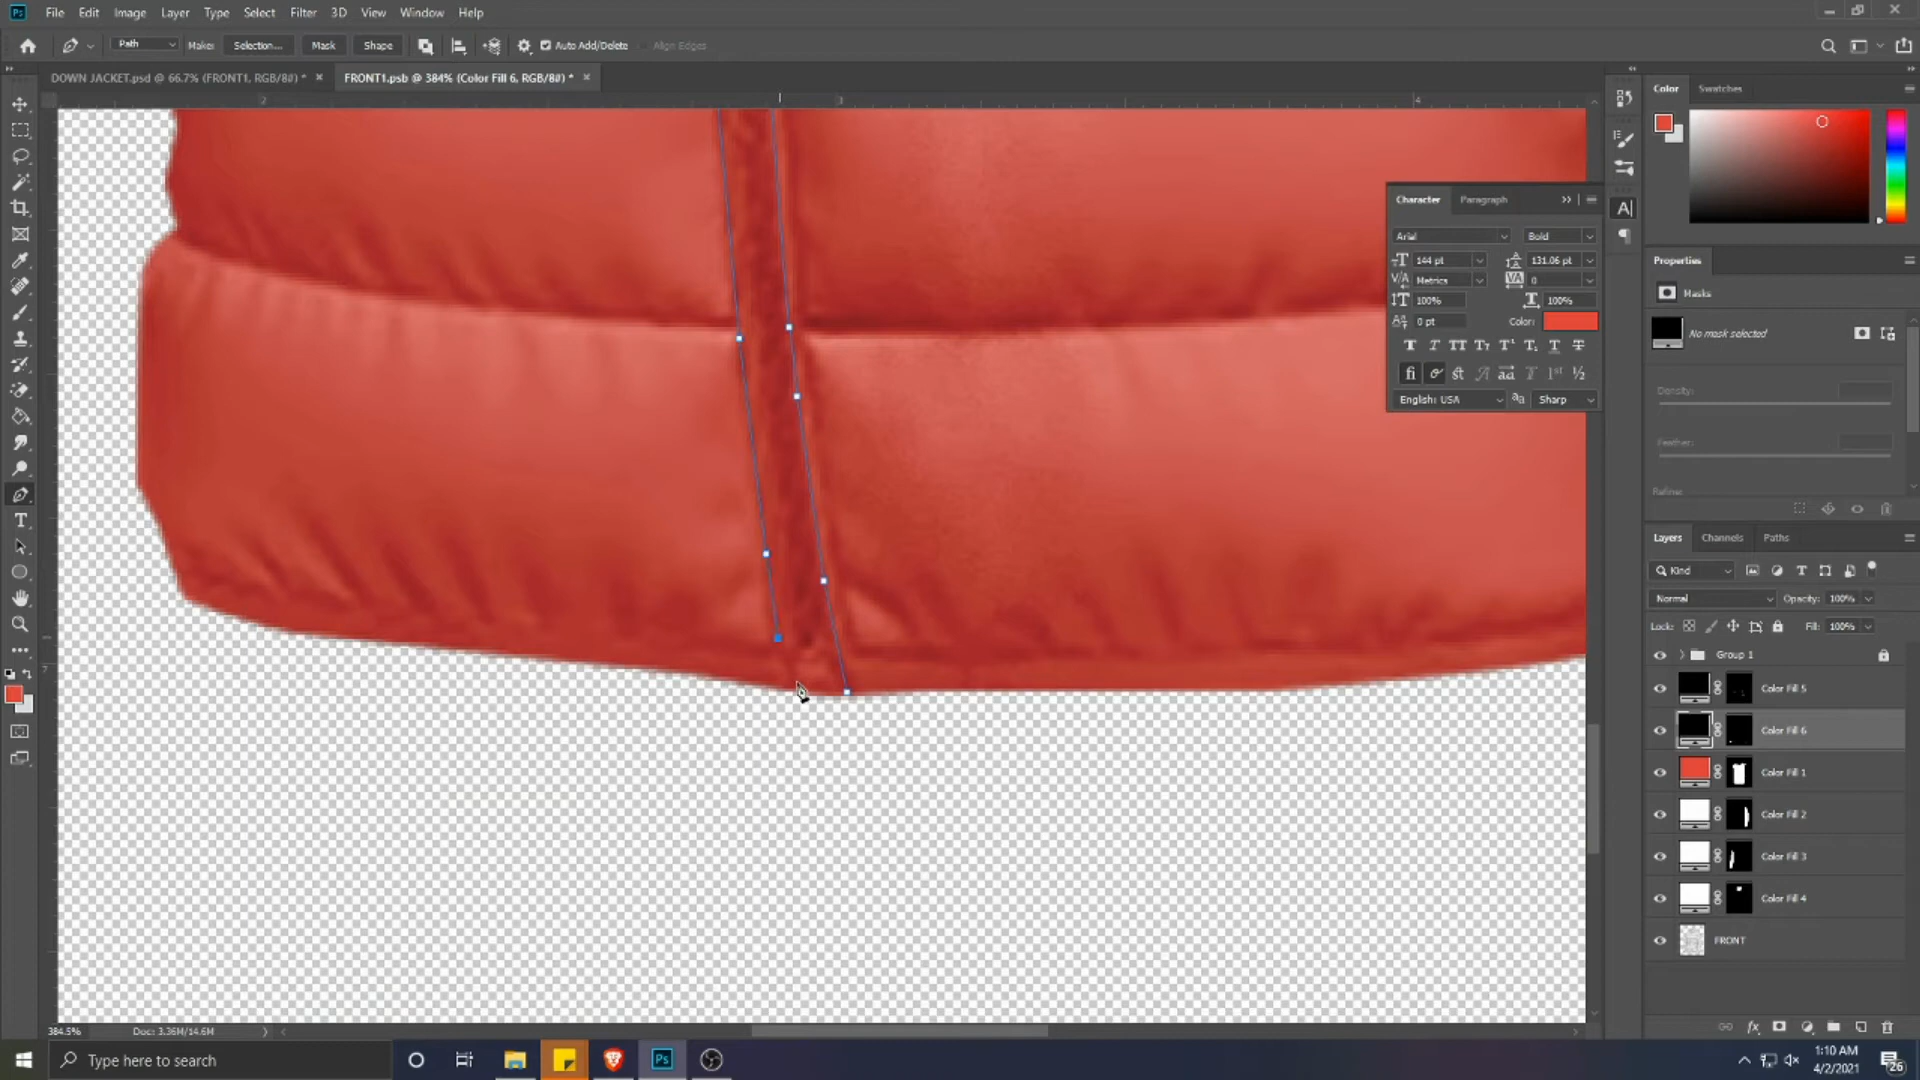 File Edit Image Layer Type Select Filter 3D View Window Help
Path Make: Selection... Mask Shape Auto Add/Delete Align Edges
DOWN JACKET.psd @ 66.7% (FRONT1, RGB/8#) * × FRONT1.psb @ 384% (Color Fill 6, RGB/8#) * ×
2 3 4
7
Color Swatches
Character Paragraph
Arial Bold
144 pt 131.06 pt
Metrics 0
100% 100%
0 pt Color:
English: USA Sharp
Properties
Masks
No mask selected
Density:
Feather:
Refine:
Layers Channels Paths
Kind
Normal Opacity: 100%
Lock: Fill: 100%
Group 1
Color Fill 5
Color Fill 6
Color Fill 1
Color Fill 2
Color Fill 3
Color Fill 4
FRONT
384.5% Doc: 3.36M/14.6M
Type here to search
1:10 AM
4/2/2021
26